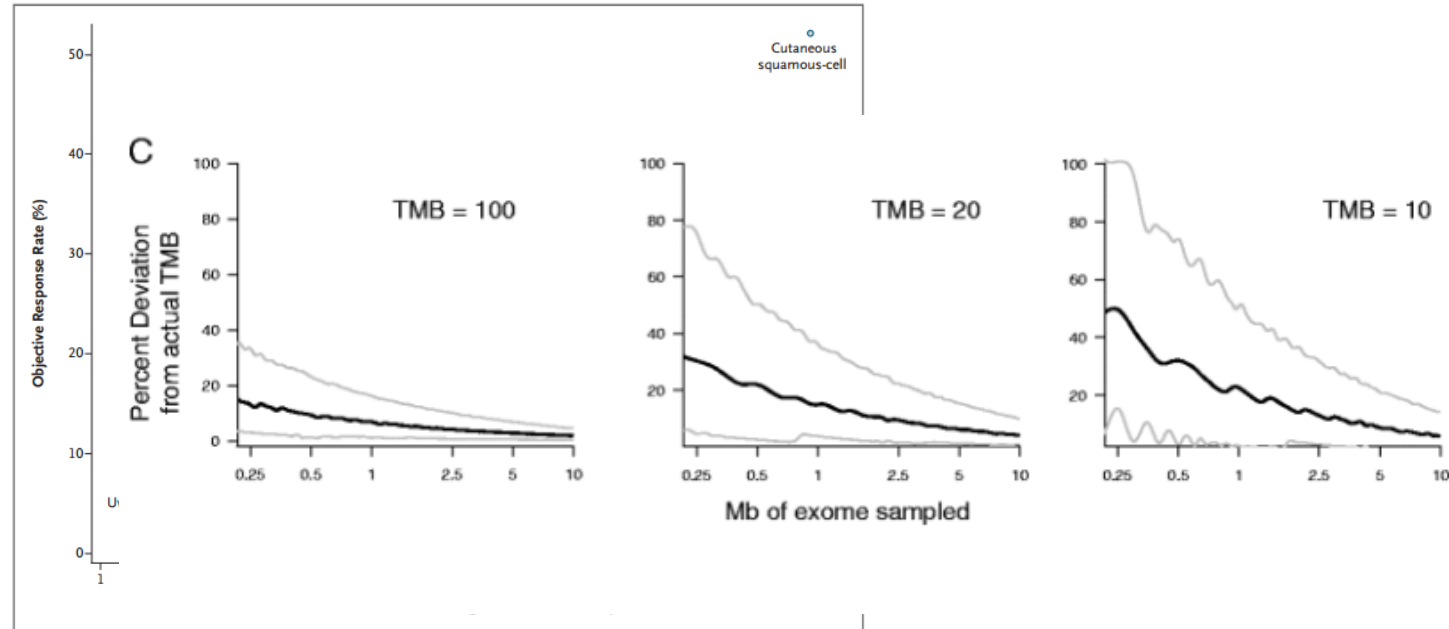 50
Cutaneous
squamous-cell
40
30
20
10
0
1
Objective Response Rate (%)
C
Percent Deviation
from actual TMB
100
80
60
40
20
0
TMB = 100
0.25 0.5 1 2.5 5 10
100
80
60
40
20
TMB = 20
0.25 0.5 1 2.5 5 10
100
80
60
40
20
TMB = 10
0.25 0.5 1 2.5 5 10
Mb of exome sampled